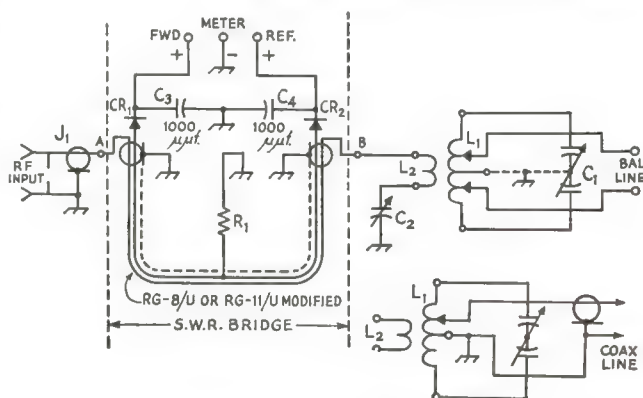 METER
FWD
REF.
+
-
+
CR1
C3
C4
CR2
1000
μμf.
1000
μμf.
J1
A
B
RF
INPUT
R1
L2
C2
L1
C1
BAL
LINE
RG-8/U OR RG-11/U MODIFIED
S.W.R. BRIDGE
L2
L1
COAX
LINE